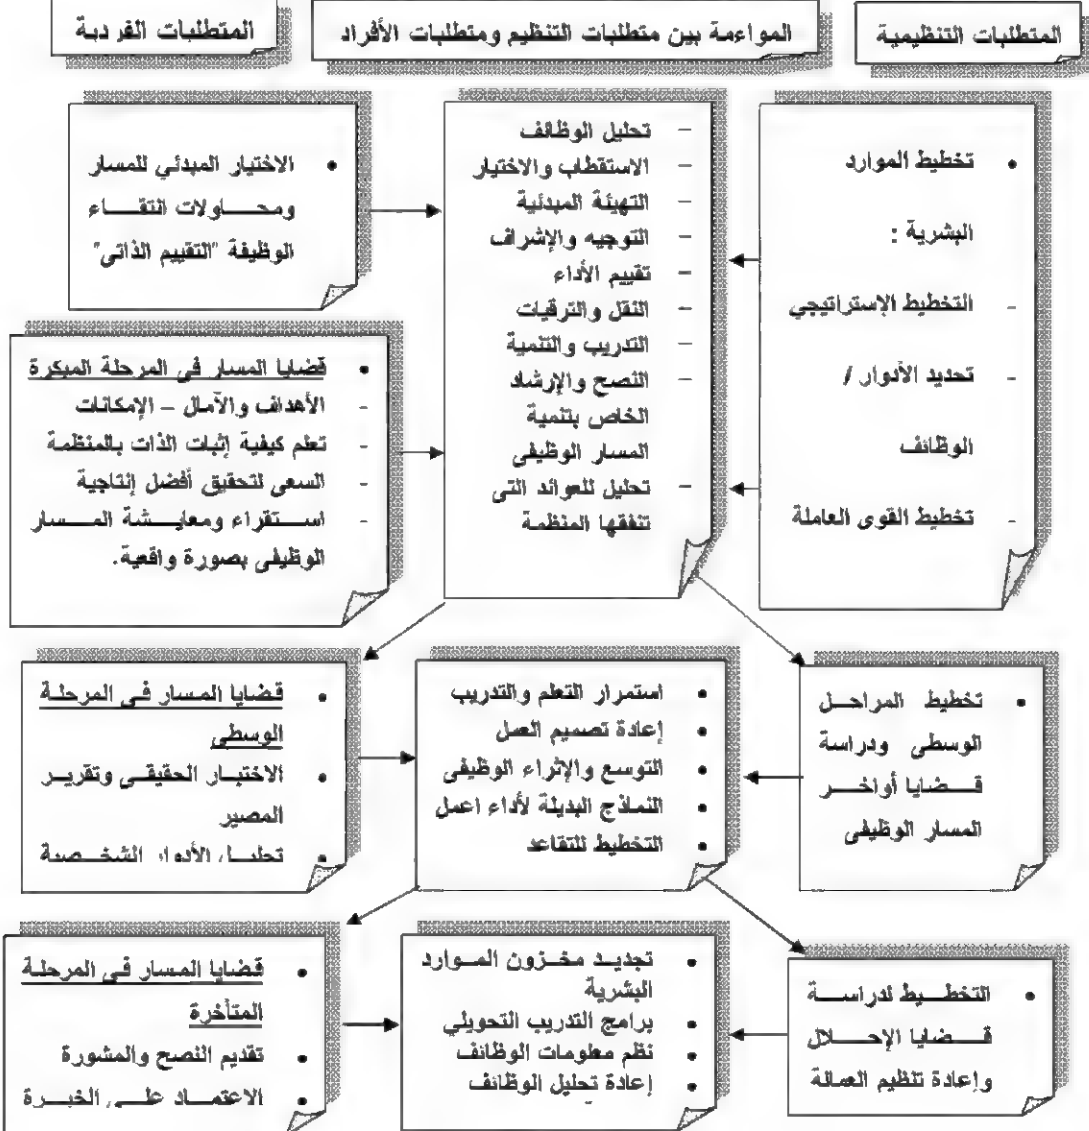 المتطلبات التنظيمية
المواءمة بين متطلبات التنظيم ومتطلبات الأفراد
المتطلبات الفردية
• تخطيط الموارد
البشرية :
- التخطيط الإستراتيجي
- تحديد الأدوار /
الوظائف
- تخطيط القوى العاملة
- تحليل الوظائف
- الاستقطاب والاختيار
- التهيئة المبدئية
- التوجيه والإشراف
- تقييم الأداء
- النقل والترقيات
- التدريب والتنمية
- النصح والإرشاد
الخاص بتنمية
المسار الوظيفى
- تحليل للعوائد التى
تنفقها المنظمة
• الاختيار المبدئي للمسار
ومحاولات انتقاء
الوظيفة "التقييم الذاتى"
• قضايا المسار فى المرحلة المبكرة
- الأهداف والآمال – الإمكانات
- تعلم كيفية إثبات الذات بالمنظمة
- السعى لتحقيق أفضل إنتاجية
- استقراء ومعايشة المسار
الوظيفى بصورة واقعية.
• تخطيط المراحل
الوسطى ودراسة
قضايا أواخر
المسار الوظيفى
• استمرار التعلم والتدريب
• إعادة تصميم العمل
• التوسع والإثراء الوظيفى
• النماذج البديلة لأداء اعمل
• التخطيط للتقاعد
• قضايا المسار فى المرحلة
الوسطى
• الاختبار الحقيقى وتقرير
المصير
• تحليل الأدوار الشخصية
• التخطيط لدراسة
قضايا الإحلال
وإعادة تنظيم العمالة
• تجديد مخزون الموارد
البشرية
• برامج التدريب التحويلي
• نظم معلومات الوظائف
• إعادة تحليل الوظائف
• قضايا المسار فى المرحلة
المتأخرة
• تقديم النصح والمشورة
• الاعتماد على الخبرة